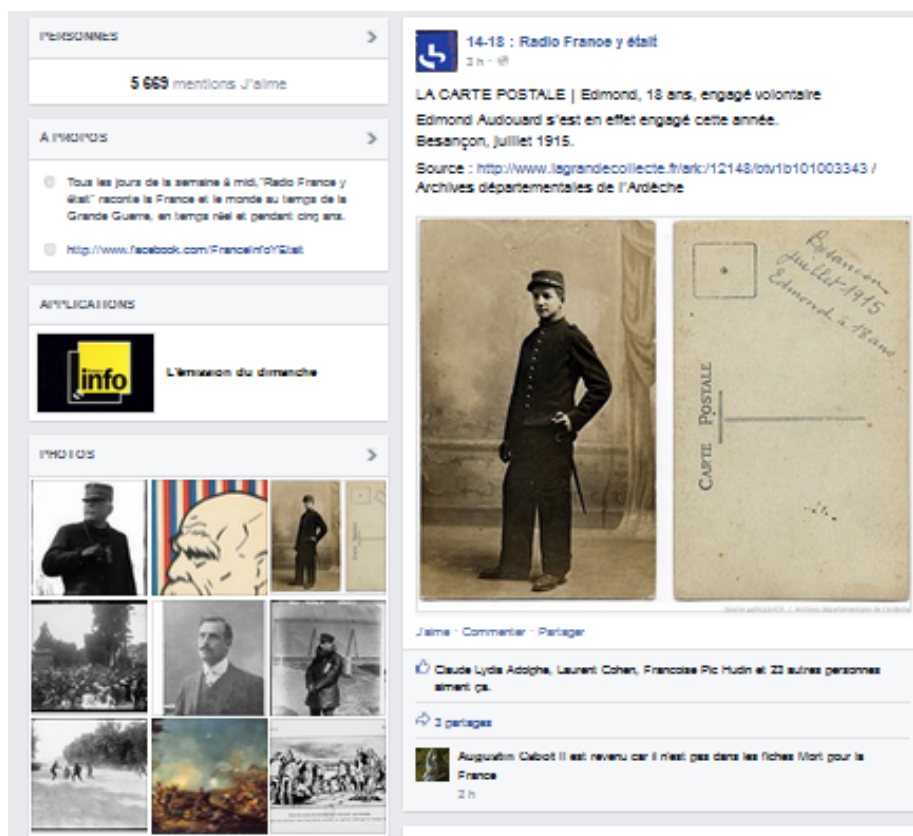 PERSONNES
5 669 mentions J'aime
À PROPOS
Tous les jours de la semaine à midi, "Radio France y
était" raconte la France et le monde au temps de la
Grande Guerre, en temps réel et pendant cinq ans.
http://www.facebook.com/FranceInfoYEtait
APPLICATIONS
info
L'émission du dimanche
PHOTOS
14-18 : Radio France y était
2 h ·
LA CARTE POSTALE | Edmond, 18 ans, engagé volontaire
Edmond Audouard s'est en effet engagé cette année.
Besançon, juillet 1915.
Source : http://www.lagrandecollecte.fr/ark:/12148/btv1b101003343 /
Archives départementales de l'Ardèche
Besancon
juillet 1915
Edmond à 18 ans
CARTE POSTALE
J'aime · Commenter · Partager
Claude Lydia Adolphe, Laurent Cohen, Francoise Pic Hudin et 23 autres personnes
aiment ça.
3 partages
Augustin Cabot Il est revenu car il n'est pas dans les fiches Mort pour la
France
2 h